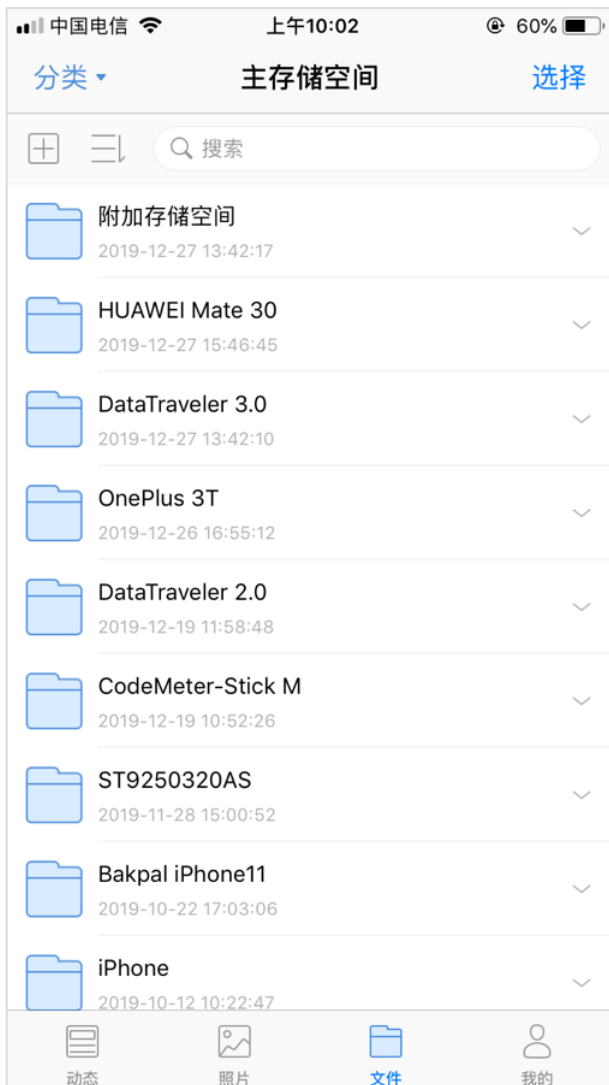 中国电信 上午10:02 60%
分类 主存储空间 选择
搜索
附加存储空间
2019-12-27 13:42:17
HUAWEI Mate 30
2019-12-27 15:46:45
DataTraveler 3.0
2019-12-27 13:42:10
OnePlus 3T
2019-12-26 16:55:12
DataTraveler 2.0
2019-12-19 11:58:48
CodeMeter-Stick M
2019-12-19 10:52:26
ST9250320AS
2019-11-28 15:00:52
Bakpal iPhone11
2019-10-22 17:03:06
iPhone
2019-10-12 10:22:47
动态 照片 文件 我的